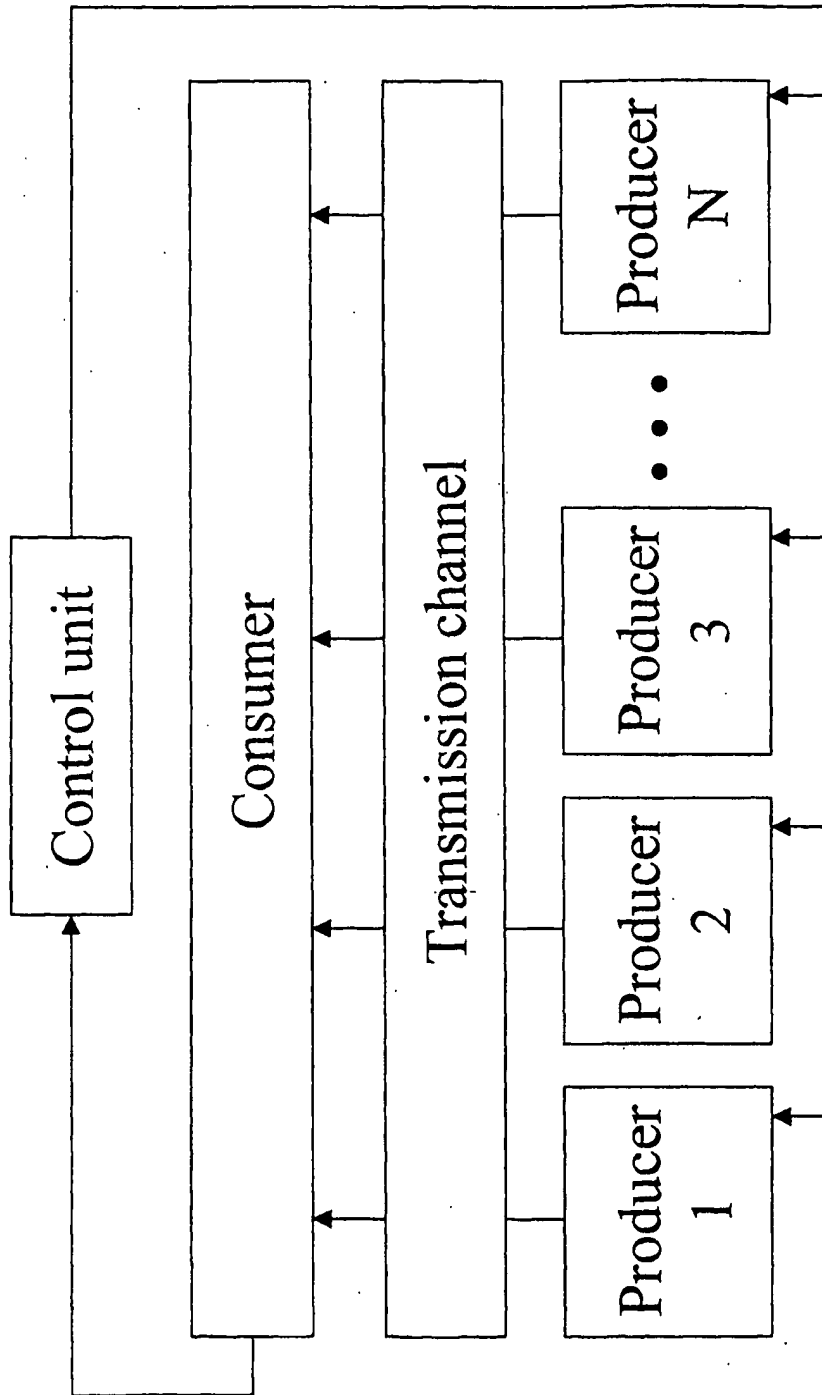 Control unit
Consumer
Transmission channel
Producer
1
Producer
2
Producer
3
Producer
N